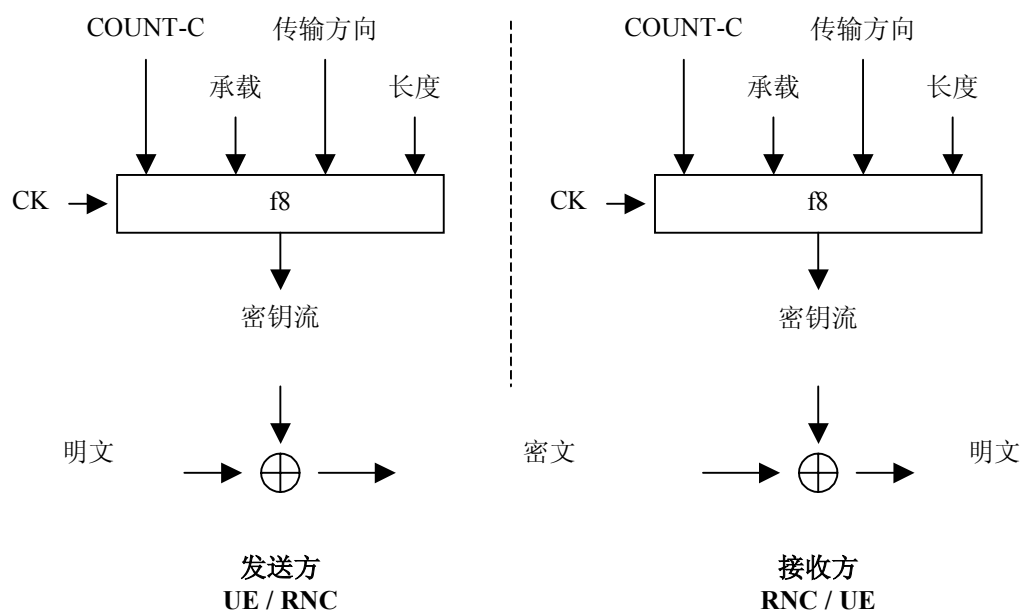 COUNT-C 传输方向
承载 长度
CK f8
密钥流
明文
发送方
UE / RNC
COUNT-C 传输方向
承载 长度
CK f8
密钥流
密文 明文
接收方
RNC / UE